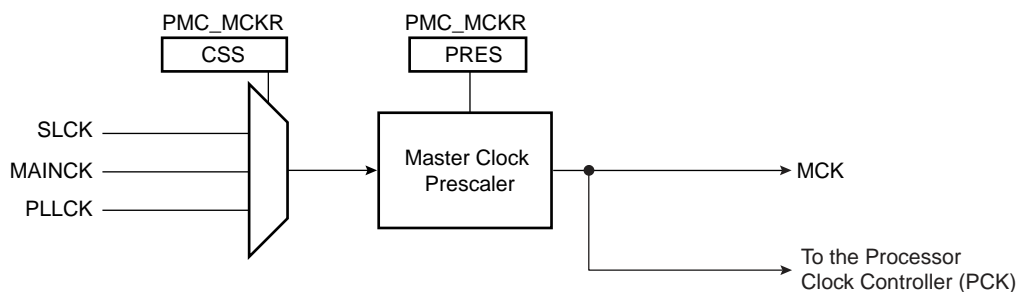 PMC_MCKR
CSS
PMC_MCKR
PRES
SLCK
MAINCK
PLLCK
Master Clock
Prescaler
MCK
To the Processor
Clock Controller (PCK)